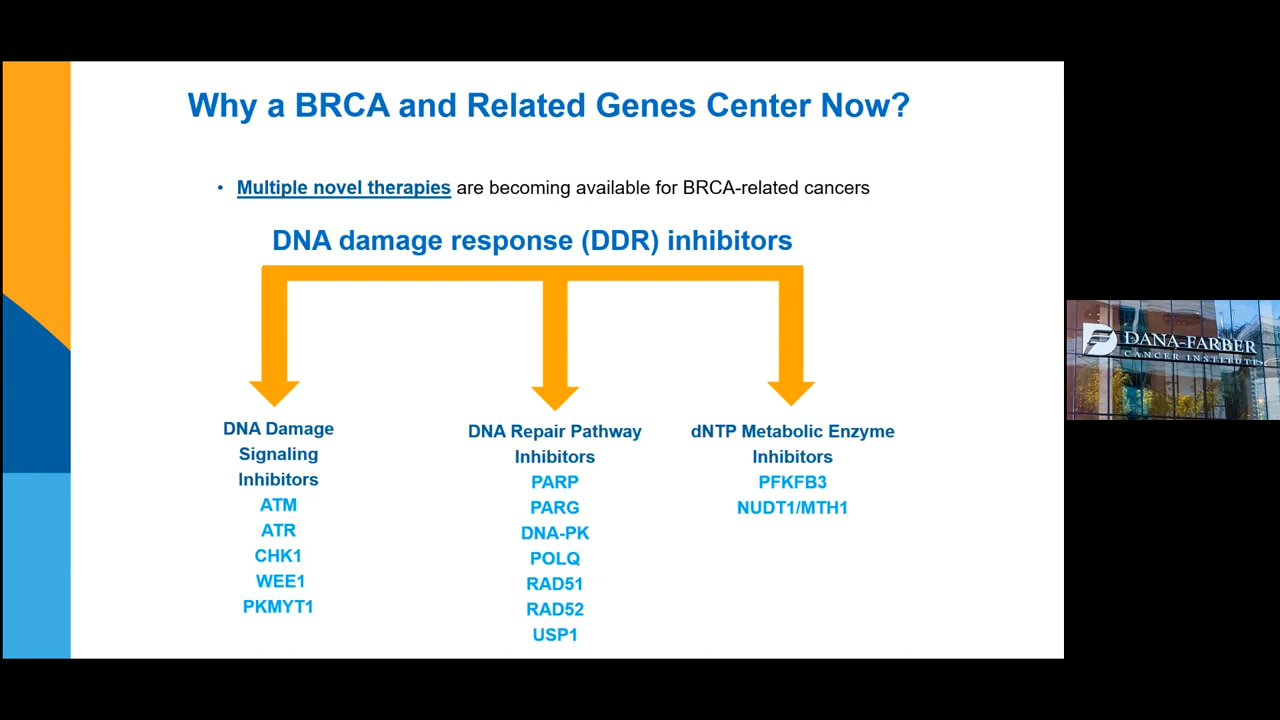 Why a BRCA and Related Genes Center Now?
• Multiple novel therapies are becoming available for BRCA-related cancers
DNA damage response (DDR) inhibitors
DNA Damage
Signaling
Inhibitors
ATM
ATR
CHK1
WEE1
PKMYT1
DNA Repair Pathway
Inhibitors
PARP
PARG
DNA-PK
POLQ
RAD51
RAD52
USP1
dNTP Metabolic Enzyme
Inhibitors
PFKFB3
NUDT1/MTH1
DANA-FARBER
CANCER INSTITUTE